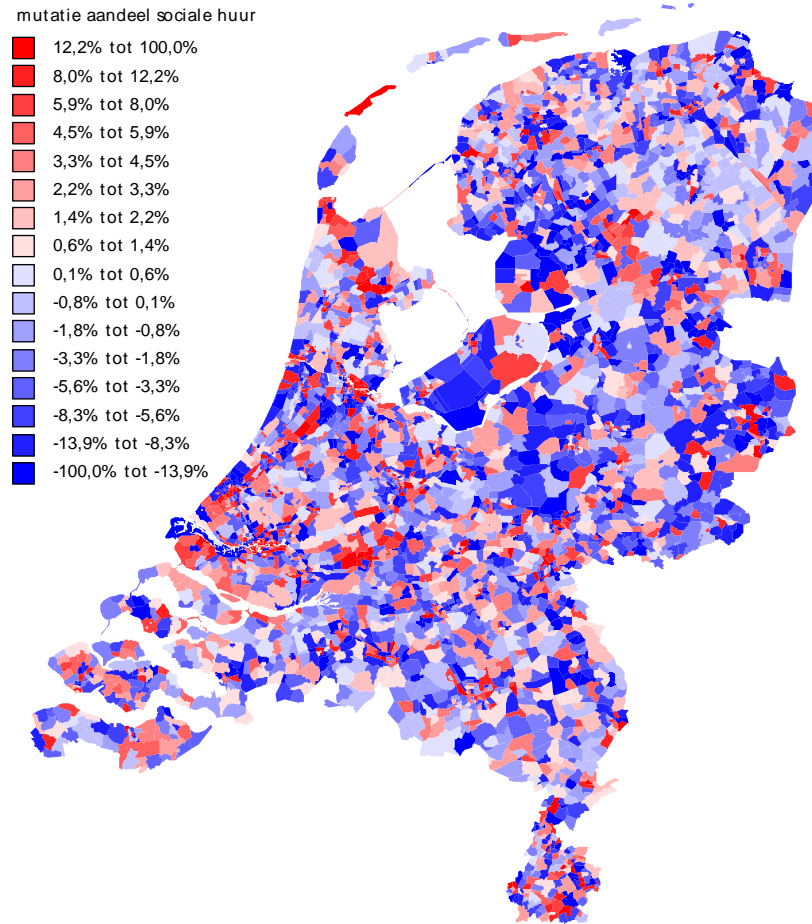 mutatie aandeel sociale huur
12,2% tot 100,0%
8,0% tot 12,2%
5,9% tot 8,0%
4,5% tot 5,9%
3,3% tot 4,5%
2,2% tot 3,3%
1,4% tot 2,2%
0,6% tot 1,4%
0,1% tot 0,6%
-0,8% tot 0,1%
-1,8% tot -0,8%
-3,3% tot -1,8%
-5,6% tot -3,3%
-8,3% tot -5,6%
-13,9% tot -8,3%
-100,0% tot -13,9%